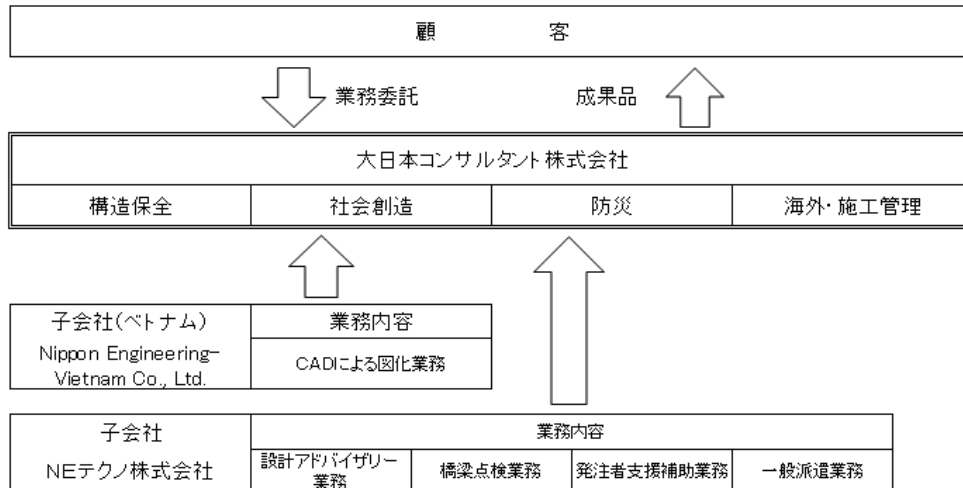 顧　　　　客
業務委託　成果品
大日本コンサルタント株式会社
構造保全　社会創造　防災　海外・施工管理
子会社(ベトナム)　業務内容
Nippon Engineering-
Vietnam Co., Ltd.
CADによる図化業務
子会社　業務内容
NEテクノ株式会社
設計アドバイザリー
業務
橋梁点検業務　発注者支援補助業務　一般派遣業務